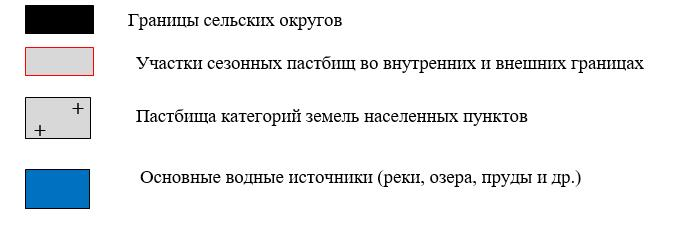 Границы сельских округов
Участки сезонных пастбищ во внутренних и внешних границах
Пастбища категорий земель населенных пунктов
Основные водные источники (реки, озера, пруды и др.)